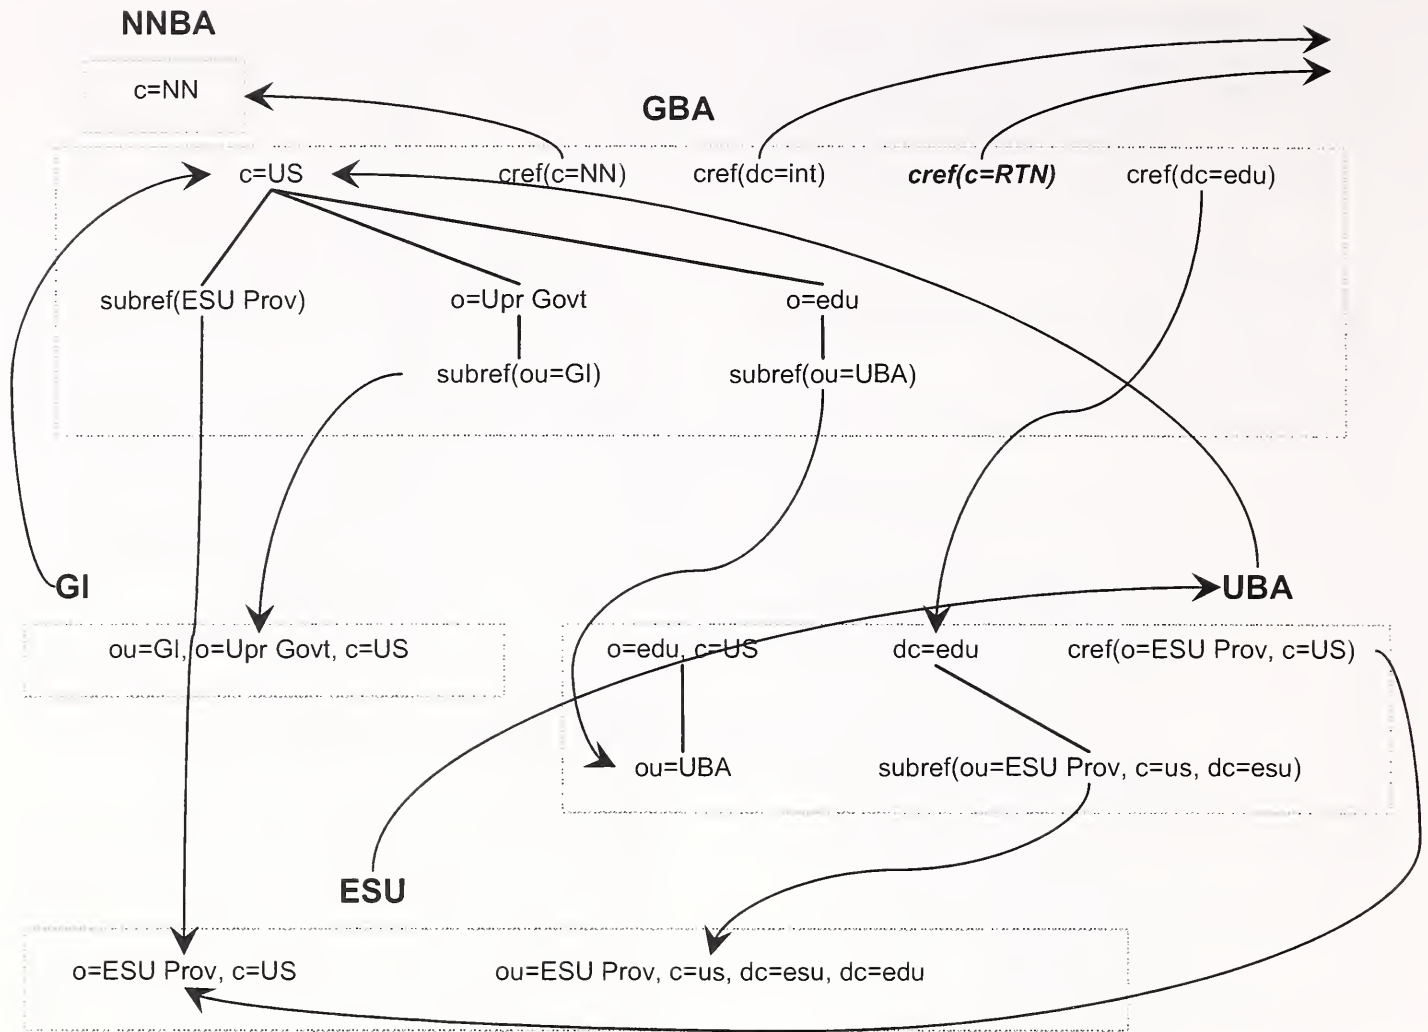 NNBA
c=NN
GBA
c=US
cref(c=NN)
cref(dc=int)
cref(c=RTN)
cref(dc=edu)
subref(ESU Prov)
o=Upr Govt
o=edu
subref(ou=GI)
subref(ou=UBA)
GI
UBA
ou=GI, o=Upr Govt, c=US
o=edu, c=US
dc=edu
cref(o=ESU Prov, c=US)
ou=UBA
subref(ou=ESU Prov, c=us, dc=esu)
ESU
o=ESU Prov, c=US
ou=ESU Prov, c=us, dc=esu, dc=edu